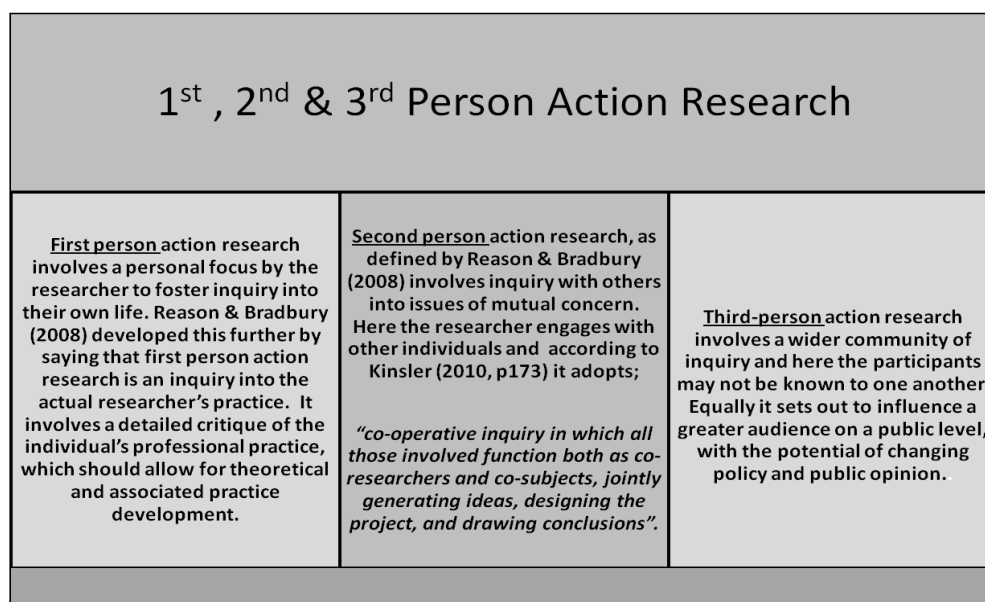 1st , 2nd & 3rd Person Action Research
First person action research
involves a personal focus by the
researcher to foster inquiry into
their own life. Reason & Bradbury
(2008) developed this further by
saying that first person action
research is an inquiry into the
actual researcher's practice.  It
involves a detailed critique of the
individual's professional practice,
which should allow for theoretical
and associated practice
development.
Second person action research, as
defined by Reason & Bradbury
(2008) involves inquiry with others
into issues of mutual concern.
Here the researcher engages with
other individuals and  according to
Kinsler (2010, p173) it adopts;
“co-operative inquiry in which all
those involved function both as co-
researchers and co-subjects, jointly
generating ideas, designing the
project, and drawing conclusions”.
Third-person action research
involves a wider community of
inquiry and here the participants
may not be known to one another.
Equally it sets out to influence a
greater audience on a public level,
with the potential of changing
policy and public opinion.